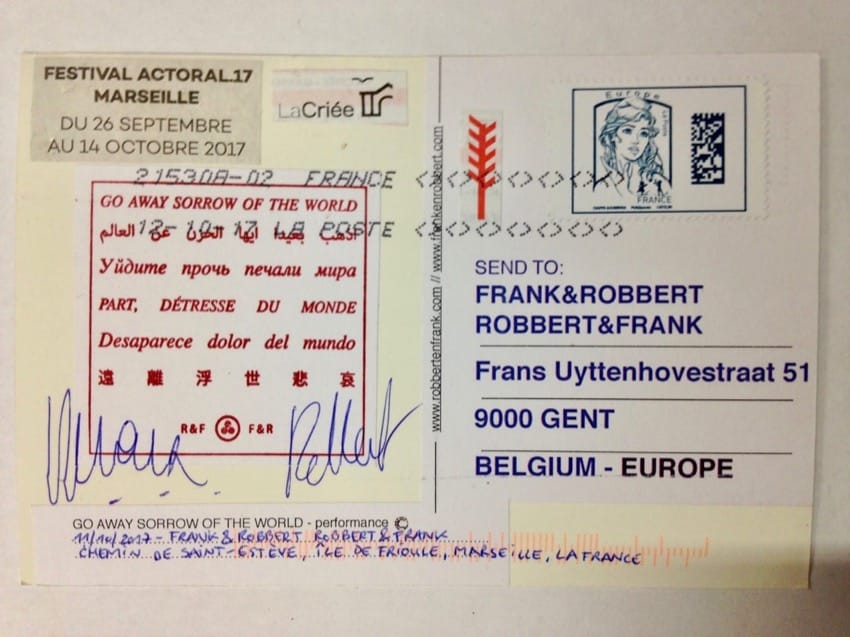 FESTIVAL ACTORAL.17
MARSEILLE
DU 26 SEPTEMBRE
AU 14 OCTOBRE 2017
LaCriée
21530A-02 FRANCE
12-10-17 LA POSTE
GO AWAY SORROW OF THE WORLD
اذهب بعيدا ايها الحزن عن العالم
Уйдите прочь печали мира
PART, DÉTRESSE DU MONDE
Desaparece dolor del mundo
遠離浮世悲哀
R&F F&R
GO AWAY SORROW OF THE WORLD - performance ©
11/10/2017 - FRANK & ROBBERT ROBBERT & FRANK
CHEMIN DE SAINT-ESTÈVE, ÎLE DE FRIOULE, MARSEILLE, LA FRANCE
www.robbertenfrank.com // www.frankenrobbert.com
Europe
FRANCE
SEND TO:
FRANK&ROBBERT
ROBBERT&FRANK
Frans Uyttenhovestraat 51
9000 GENT
BELGIUM - EUROPE